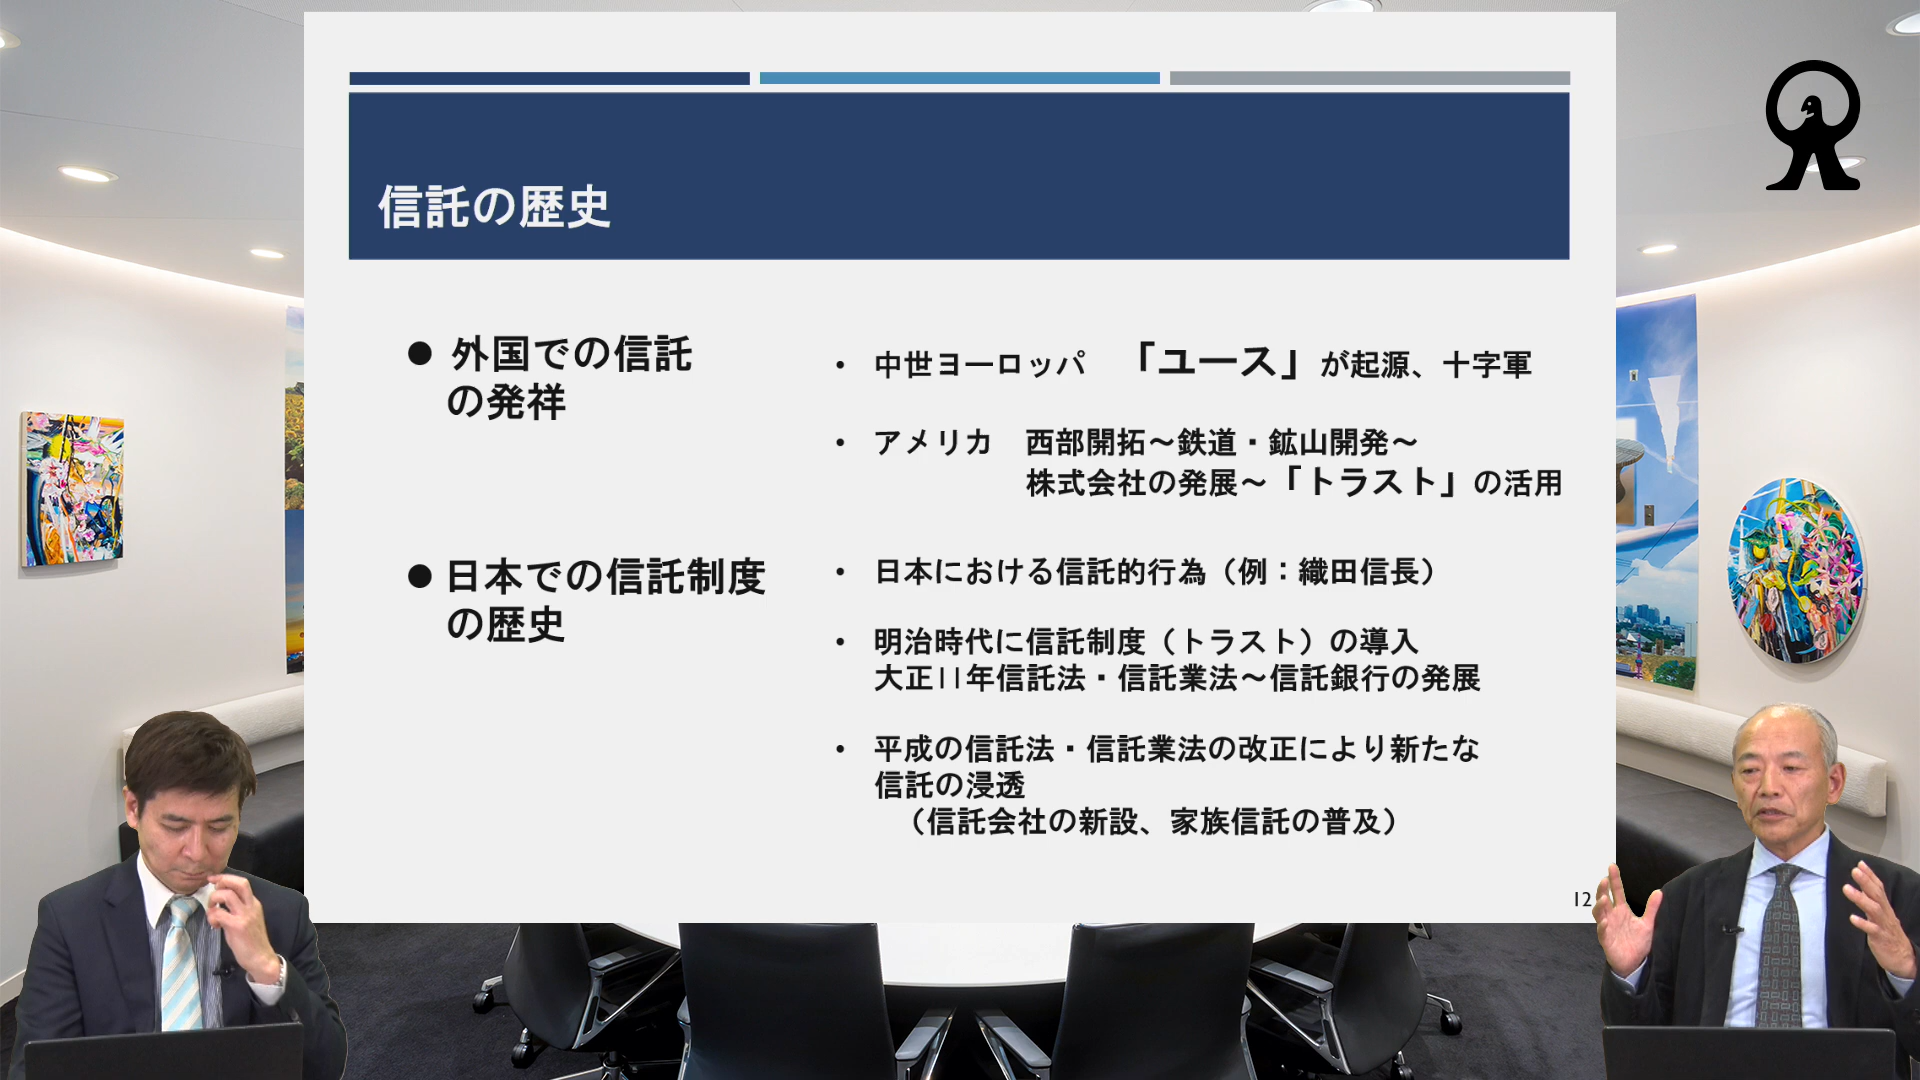 信託の歴史
● 外国での信託
の発祥
• 中世ヨーロッパ 「ユース」が起源、十字軍
• アメリカ 西部開拓～鉄道・鉱山開発～
株式会社の発展～「トラスト」の活用
● 日本での信託制度
の歴史
• 日本における信託的行為（例：織田信長）
• 明治時代に信託制度（トラスト）の導入
大正11年信託法・信託業法～信託銀行の発展
• 平成の信託法・信託業法の改正により新たな
信託の浸透
（信託会社の新設、家族信託の普及）
12